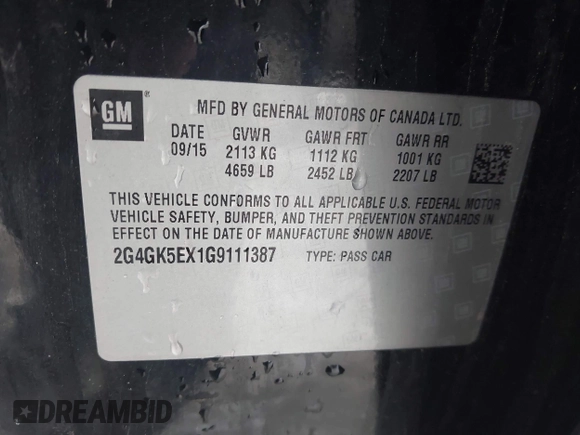 GM ®
MFD BY GENERAL MOTORS OF CANADA LTD.
DATE GVWR GAWR FRT GAWR RR
09/15 2113 KG 1112 KG 1001 KG
4659 LB 2452 LB 2207 LB
THIS VEHICLE CONFORMS TO ALL APPLICABLE U.S. FEDERAL MOTOR
VEHICLE SAFETY, BUMPER, AND THEFT PREVENTION STANDARDS IN
EFFECT ON THE DATE OF MANUFACTURE SHOWN ABOVE.
2G4GK5EX1G9111387 TYPE: PASS CAR
DREAMBID